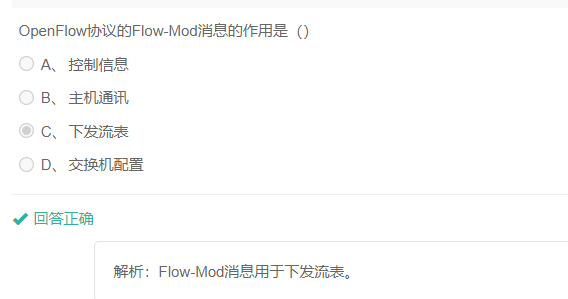 OpenFlow协议的Flow-Mod消息的作用是（）
A、 控制信息
B、 主机通讯
C、 下发流表
D、 交换机配置
回答正确
解析：Flow-Mod消息用于下发流表。